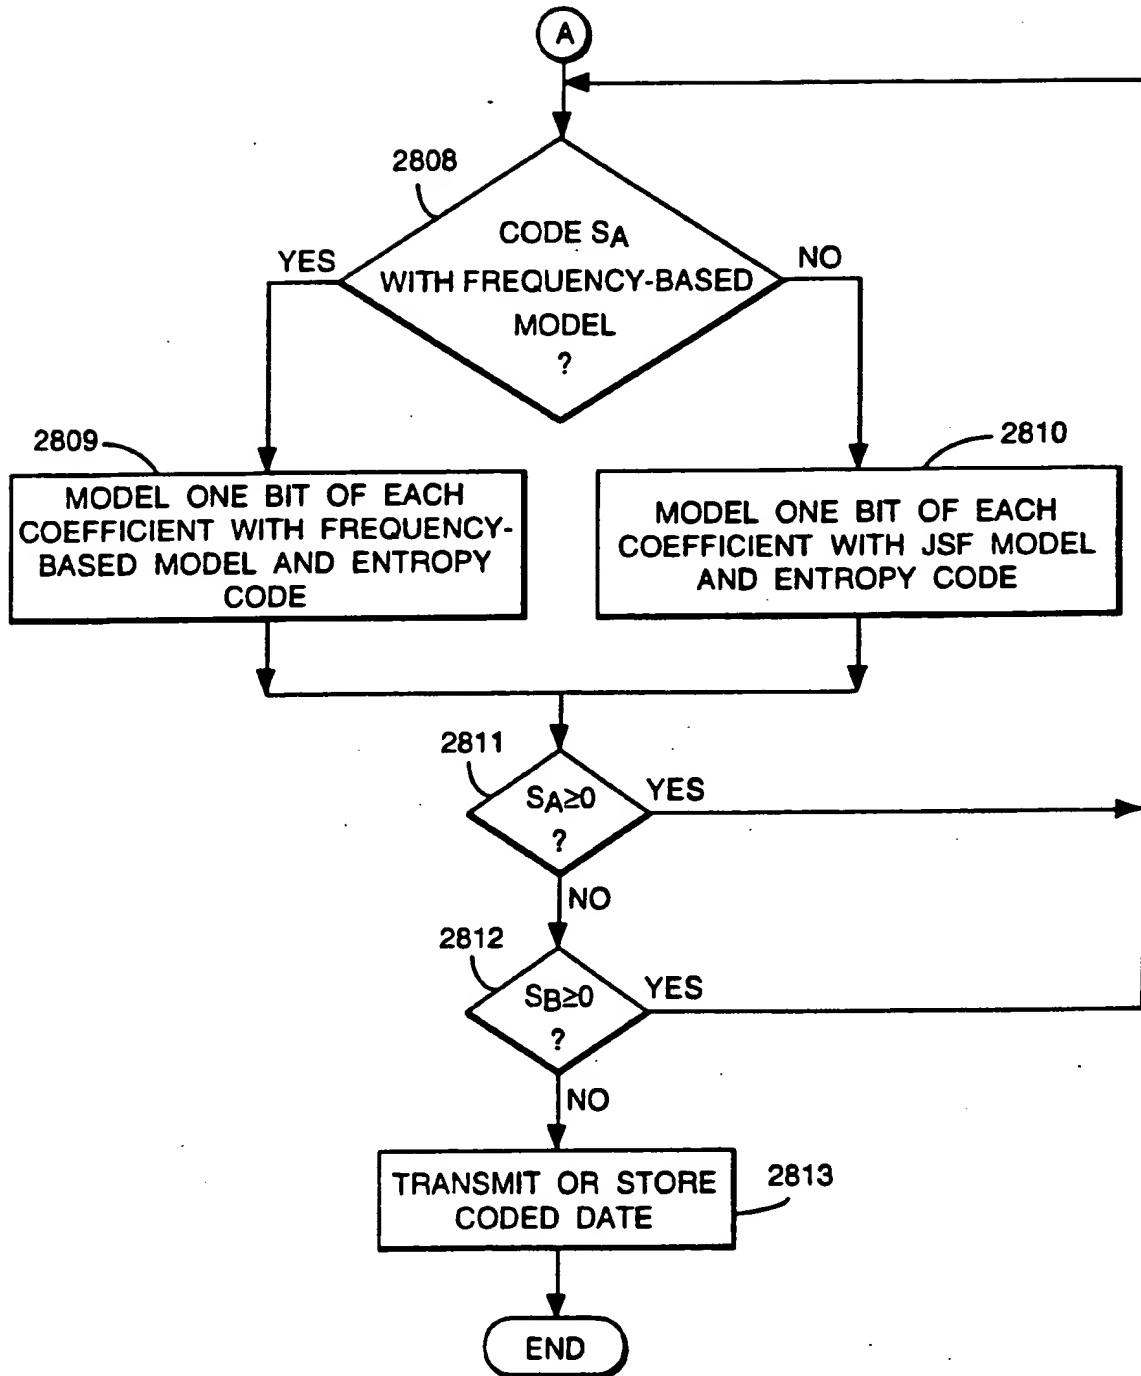 A
2808
CODE SA
WITH FREQUENCY-BASED
MODEL
?
YES
NO
2809
MODEL ONE BIT OF EACH
COEFFICIENT WITH FREQUENCY-
BASED MODEL AND ENTROPY
CODE
2810
MODEL ONE BIT OF EACH
COEFFICIENT WITH JSF MODEL
AND ENTROPY CODE
2811
SA≥0
?
YES
NO
2812
SB≥0
?
YES
NO
TRANSMIT OR STORE
CODED DATE
2813
END